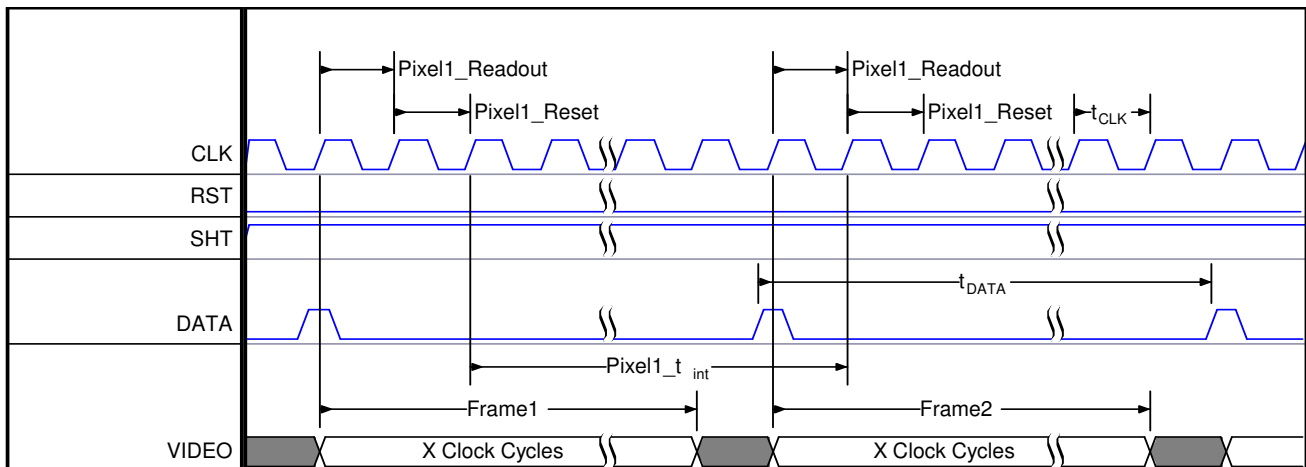 Pixel1_Readout Pixel1_Readout
Pixel1_Reset Pixel1_Reset tCLK
CLK
RST
SHT
tDATA
DATA
Pixel1_t int
Frame1 Frame2
VIDEO X Clock Cycles X Clock Cycles